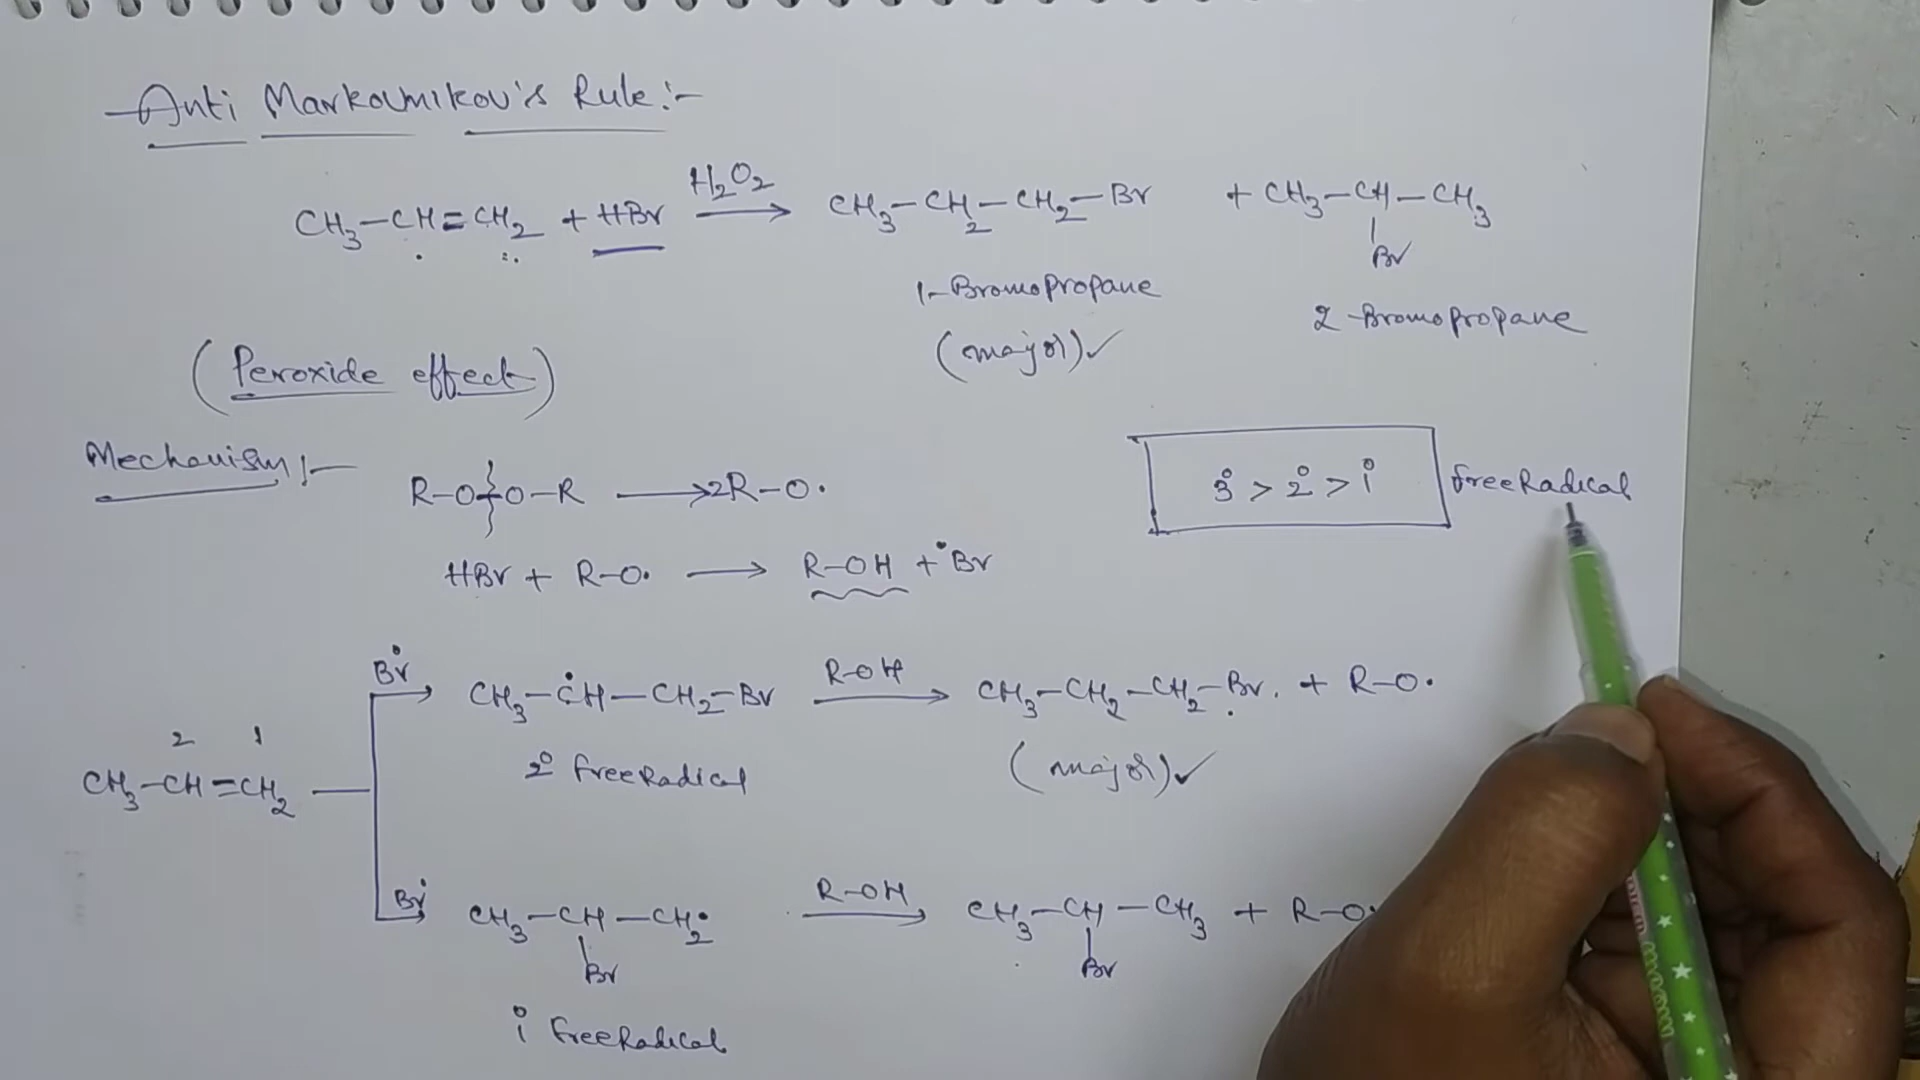 Anti Markovnikov's Rule:-
CH₃-CH=CH₂ + HBr H₂O₂ → CH₃-CH₂-CH₂-Br + CH₃-CH-CH₃
Br
1-Bromopropane
2-Bromopropane
(major)✓
(Peroxide effect)
Mechanism:-
R-O-O-R → 2R-O•
3° > 2° > 1° free Radical
HBr + R-O• → R-OH + •Br
Br• CH₃-ĊH-CH₂-Br R-OH → CH₃-CH₂-CH₂-Br. + R-O•
2° free Radical
(major)✓
2 1
CH₃-CH=CH₂
Br• CH₃-CH-CH₂• R-OH → CH₃-CH-CH₃ + R-O•
Br Br
1° free Radical